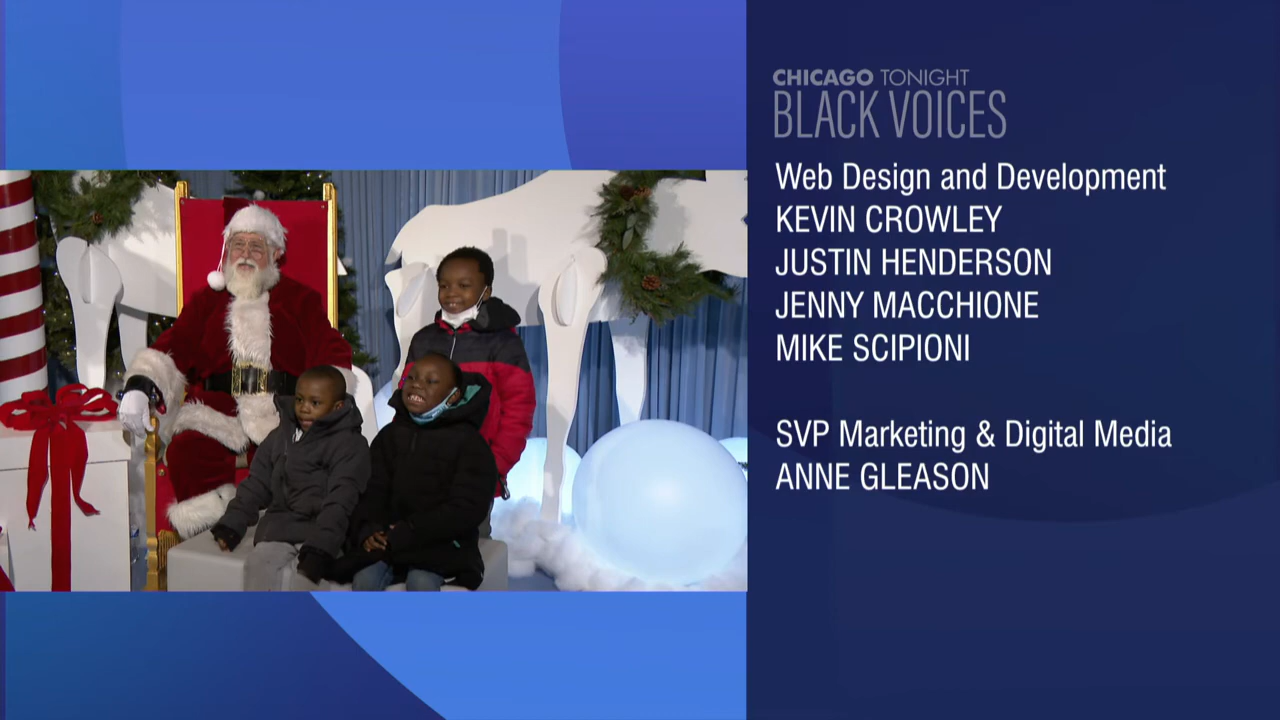 CHICAGO TONIGHT
BLACK VOICES
Web Design and Development
KEVIN CROWLEY
JUSTIN HENDERSON
JENNY MACCHIONE
MIKE SCIPIONI
SVP Marketing & Digital Media
ANNE GLEASON